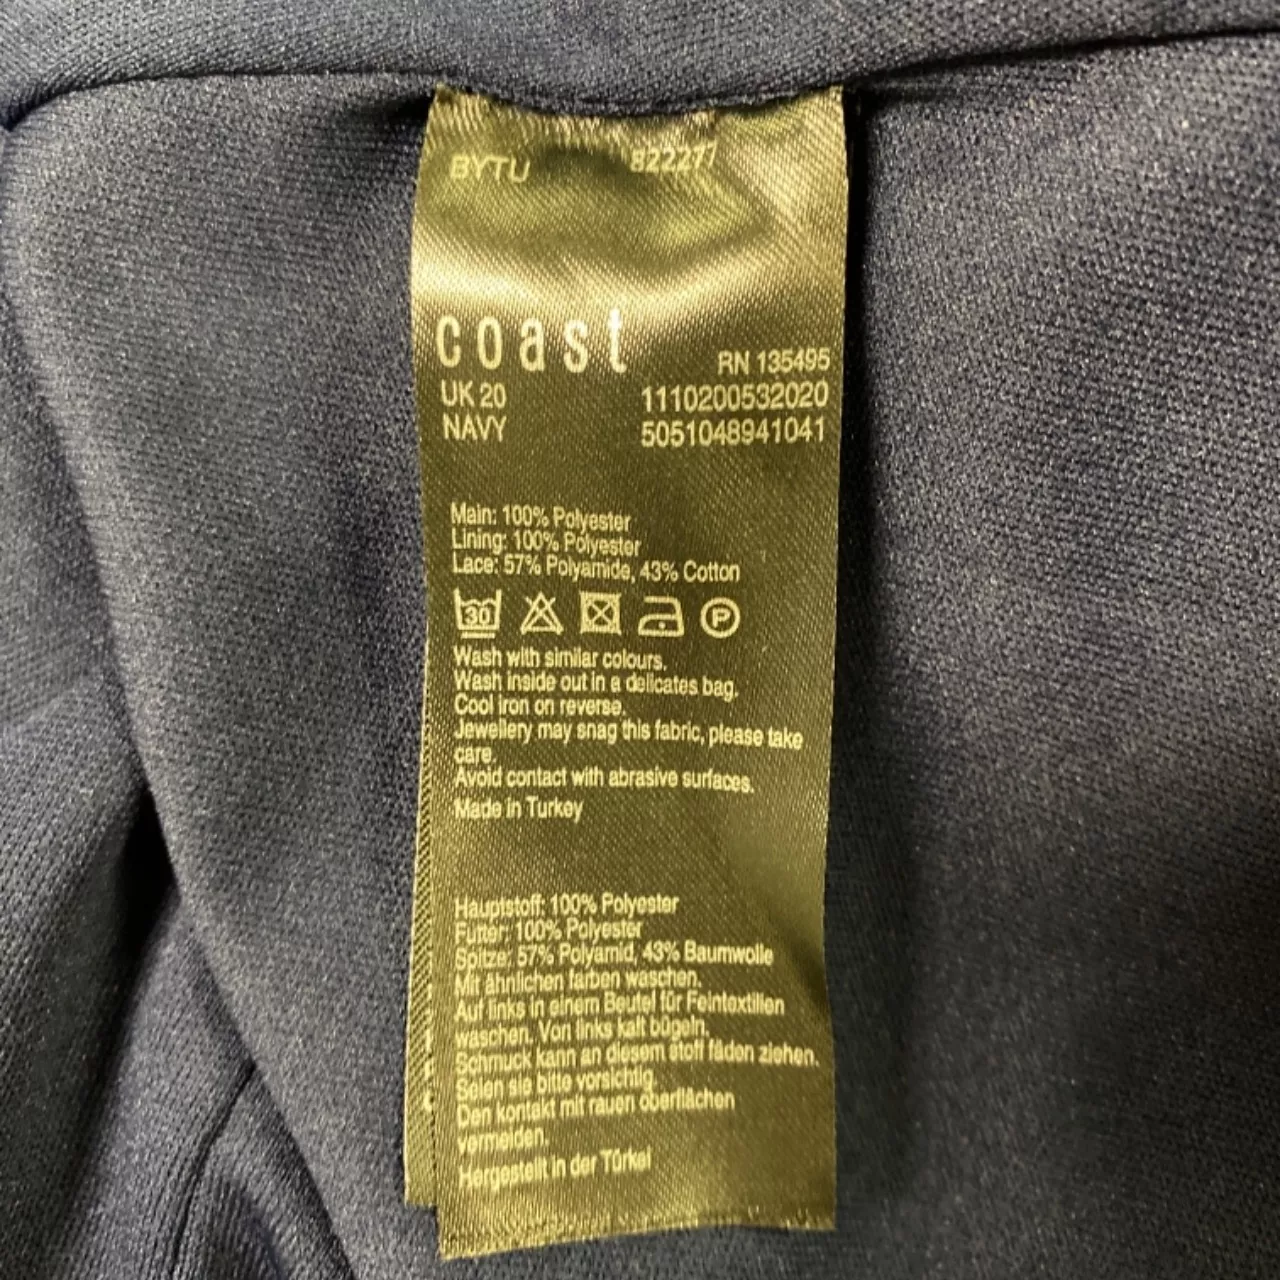 BYTU 822277
coast
RN 135495
UK 20 1110200532020
NAVY 5051048941041
Main: 100% Polyester
Lining: 100% Polyester
Lace: 57% Polyamide, 43% Cotton
30 P
Wash with similar colours.
Wash inside out in a delicates bag.
Cool iron on reverse.
Jewellery may snag this fabric, please take
care.
Avoid contact with abrasive surfaces.
Made in Turkey
Hauptstoff: 100% Polyester
Futter: 100% Polyester
Spitze: 57% Polyamid, 43% Baumwolle
Mit ähnlichen farben waschen.
Auf links in einem Beutel für Feintextilien
waschen. Von links kalt bügeln.
Schmuck kann an diesem stoff fäden ziehen.
Seien sie bitte vorsichtig.
Den kontakt mit rauen oberflächen
vermeiden.
Hergestellt in der Türkei